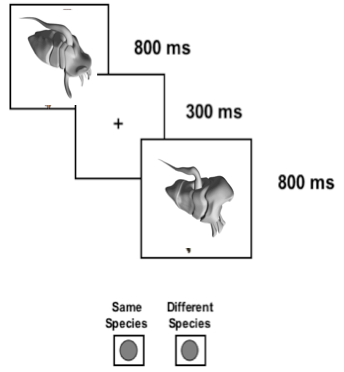 800 ms
+
300 ms
800 ms
Same Different
Species Species